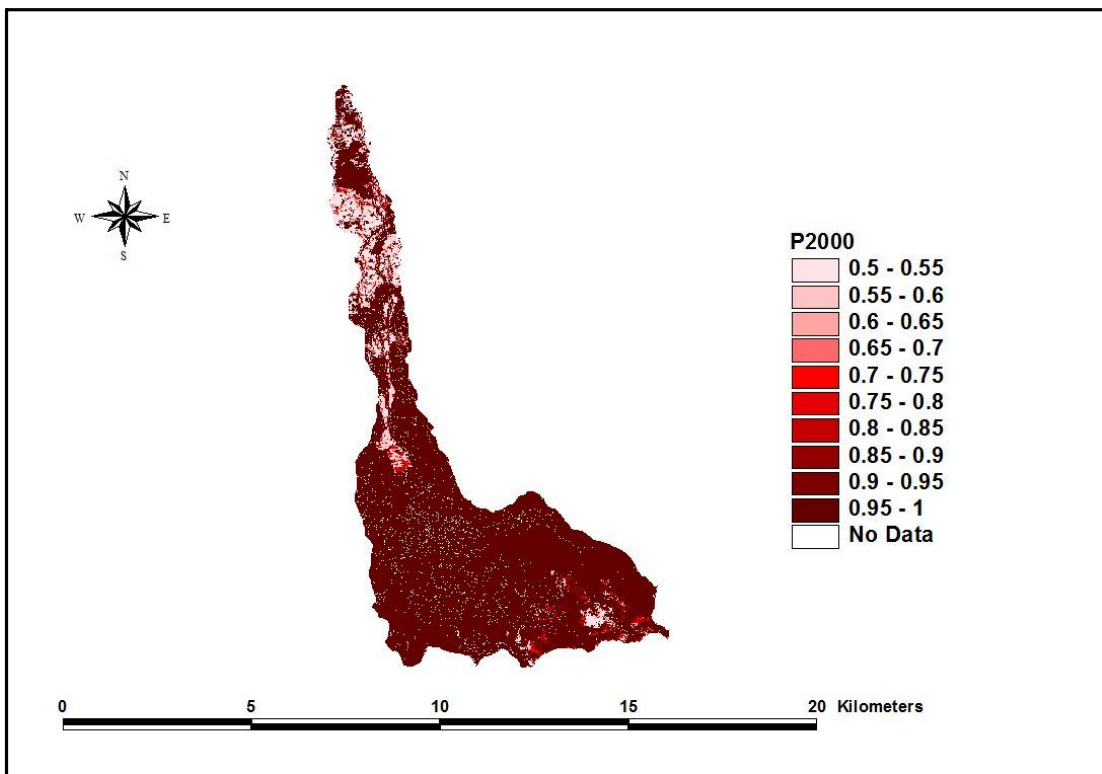 N
W E
S
P2000
0.5 - 0.55
0.55 - 0.6
0.6 - 0.65
0.65 - 0.7
0.7 - 0.75
0.75 - 0.8
0.8 - 0.85
0.85 - 0.9
0.9 - 0.95
0.95 - 1
No Data
0 5 10 15 20 Kilometers